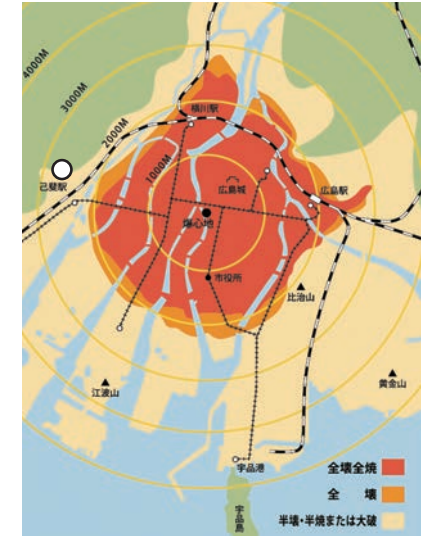 4000M
3000M
2000M
1000M
横川駅
己斐駅
広島城
広島駅
爆心地
市役所
比治山
江波山
黄金山
宇品港
宇品島
全壊全焼
全 壊
半壊・半焼または大破